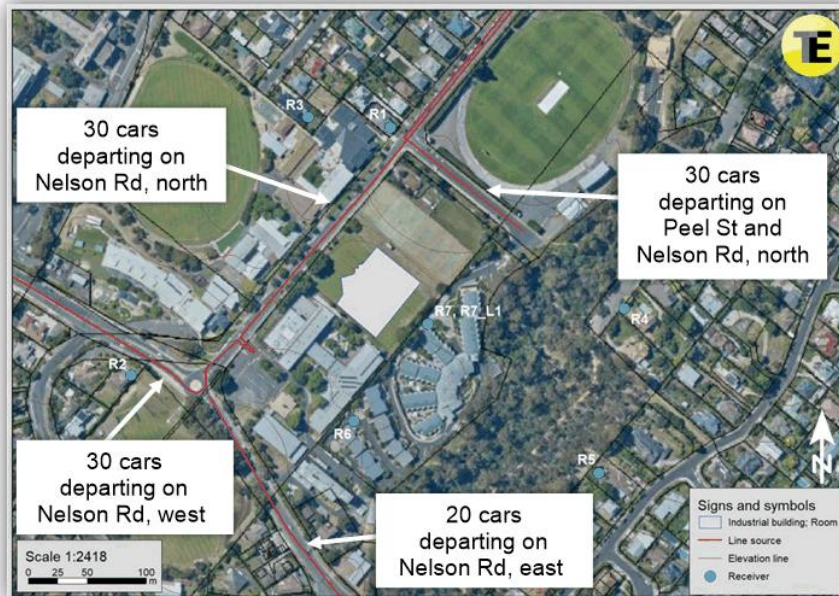 TE
R3
R1
30 cars
departing on
Nelson Rd, north
30 cars
departing on
Peel St and
Nelson Rd, north
R7, R7_L1
R4
R2
R6
R5
30 cars
departing on
Nelson Rd, west
20 cars
departing on
Nelson Rd, east
N
Signs and symbols
Industrial building; Room
Line source
Elevation line
Receiver
Scale 1:2418
0 25 50 100
m